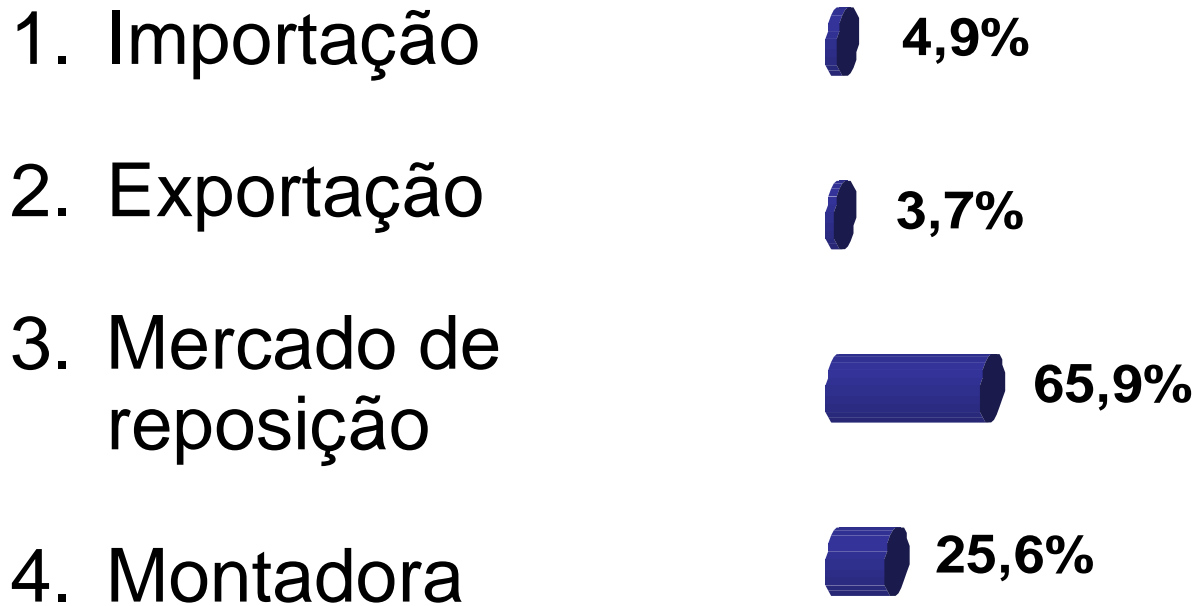 1. Importação 4,9%
2. Exportação 3,7%
3. Mercado de
reposição 65,9%
4. Montadora 25,6%